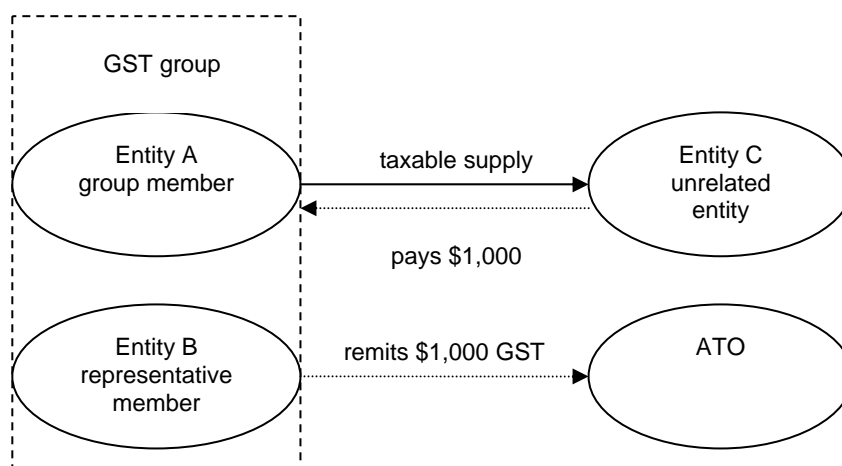 GST group
Entity A
group member
taxable supply
Entity C
unrelated
entity
pays $1,000
Entity B
representative
member
remits $1,000 GST
ATO